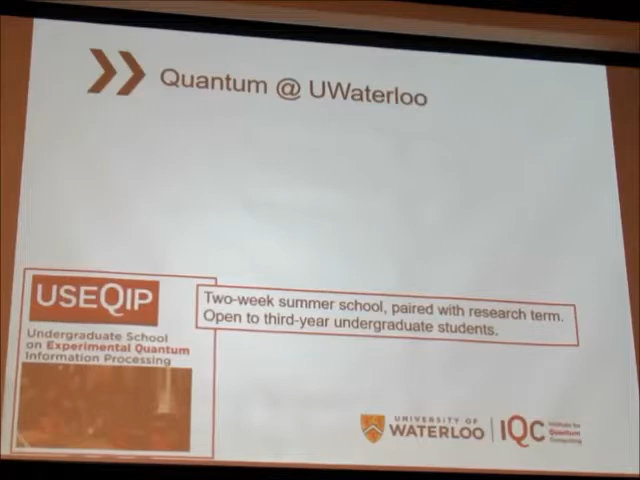 Quantum @ UWaterloo
USEQIP
Undergraduate School
on Experimental Quantum
Information Processing
Two-week summer school, paired with research term.
Open to third-year undergraduate students.
UNIVERSITY OF
WATERLOO
IQC
Institute for
Quantum
Computing